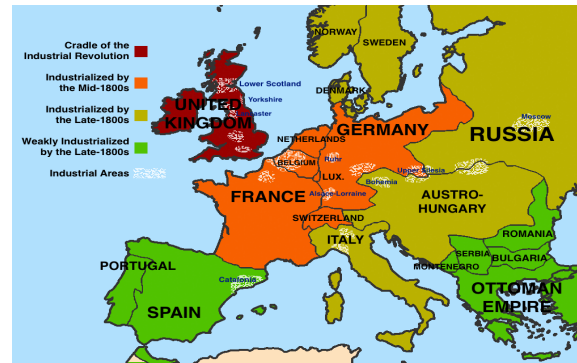 Cradle of the
Industrial Revolution
Industrialized by
the Mid-1800s
Industrialized by
the Late-1800s
Weakly Industrialized
by the Late-1800s
Industrial Areas
NORWAY
SWEDEN
DENMARK
Lower Scotland
Yorkshire
UNITED
KINGDOM
Moscow
RUSSIA
NETHERLANDS
GERMANY
BELGIUM
Ruhr
LUX.
Upper Silesia
Bohemia
Alsace-Lorraine
FRANCE
AUSTRO-
HUNGARY
SWITZERLAND
ITALY
ROMANIA
SERBIA
BULGARIA
MONTENEGRO
PORTUGAL
Catalonia
SPAIN
OTTOMAN
EMPIRE